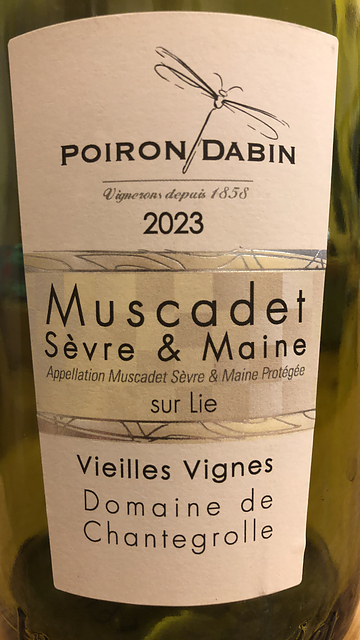 POIRON DABIN
Vignerons depuis 1858
2023
Muscadet
Sèvre & Maine
Appellation Muscadet Sèvre & Maine Protégée
sur Lie
Vieilles Vignes
Domaine de
Chantegrolle